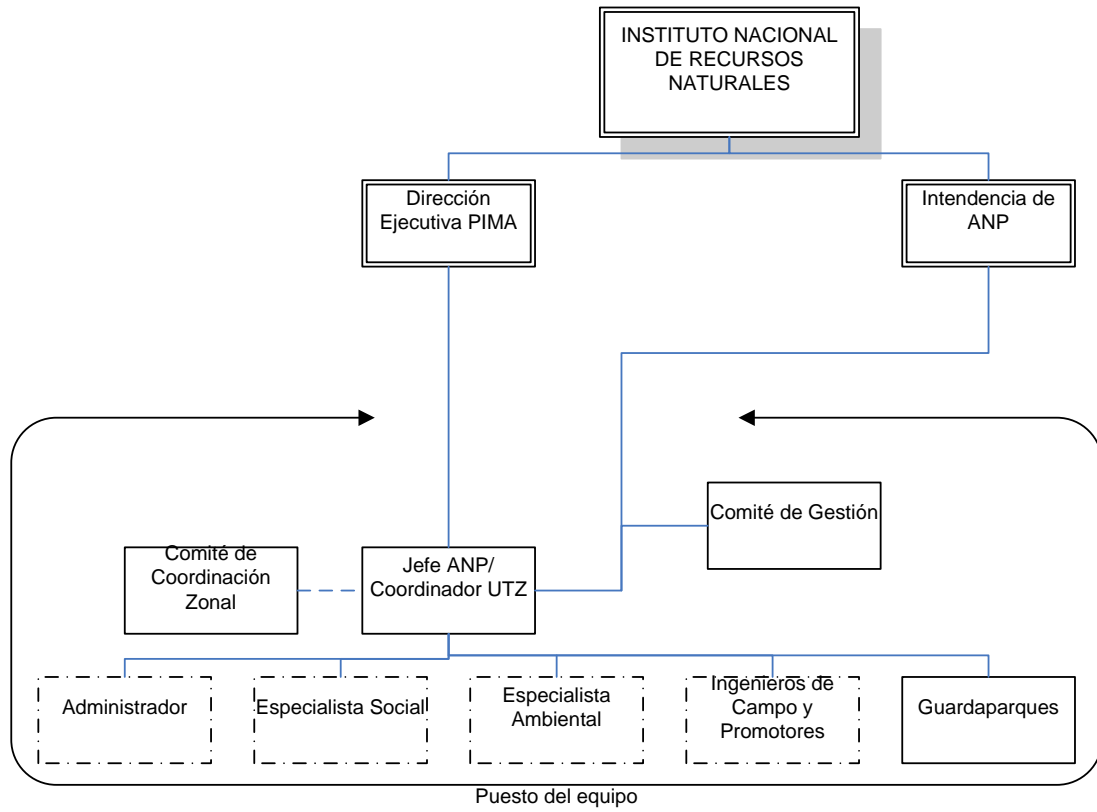 INSTITUTO NACIONAL
DE RECURSOS
NATURALES
Dirección
Ejecutiva PIMA
Intendencia de
ANP
Comité de Gestión
Comité de
Coordinación
Zonal
Jefe ANP/
Coordinador UTZ
Administrador
Especialista Social
Especialista
Ambiental
Ingenieros de
Campo y
Promotores
Guardaparques
Puesto del equipo